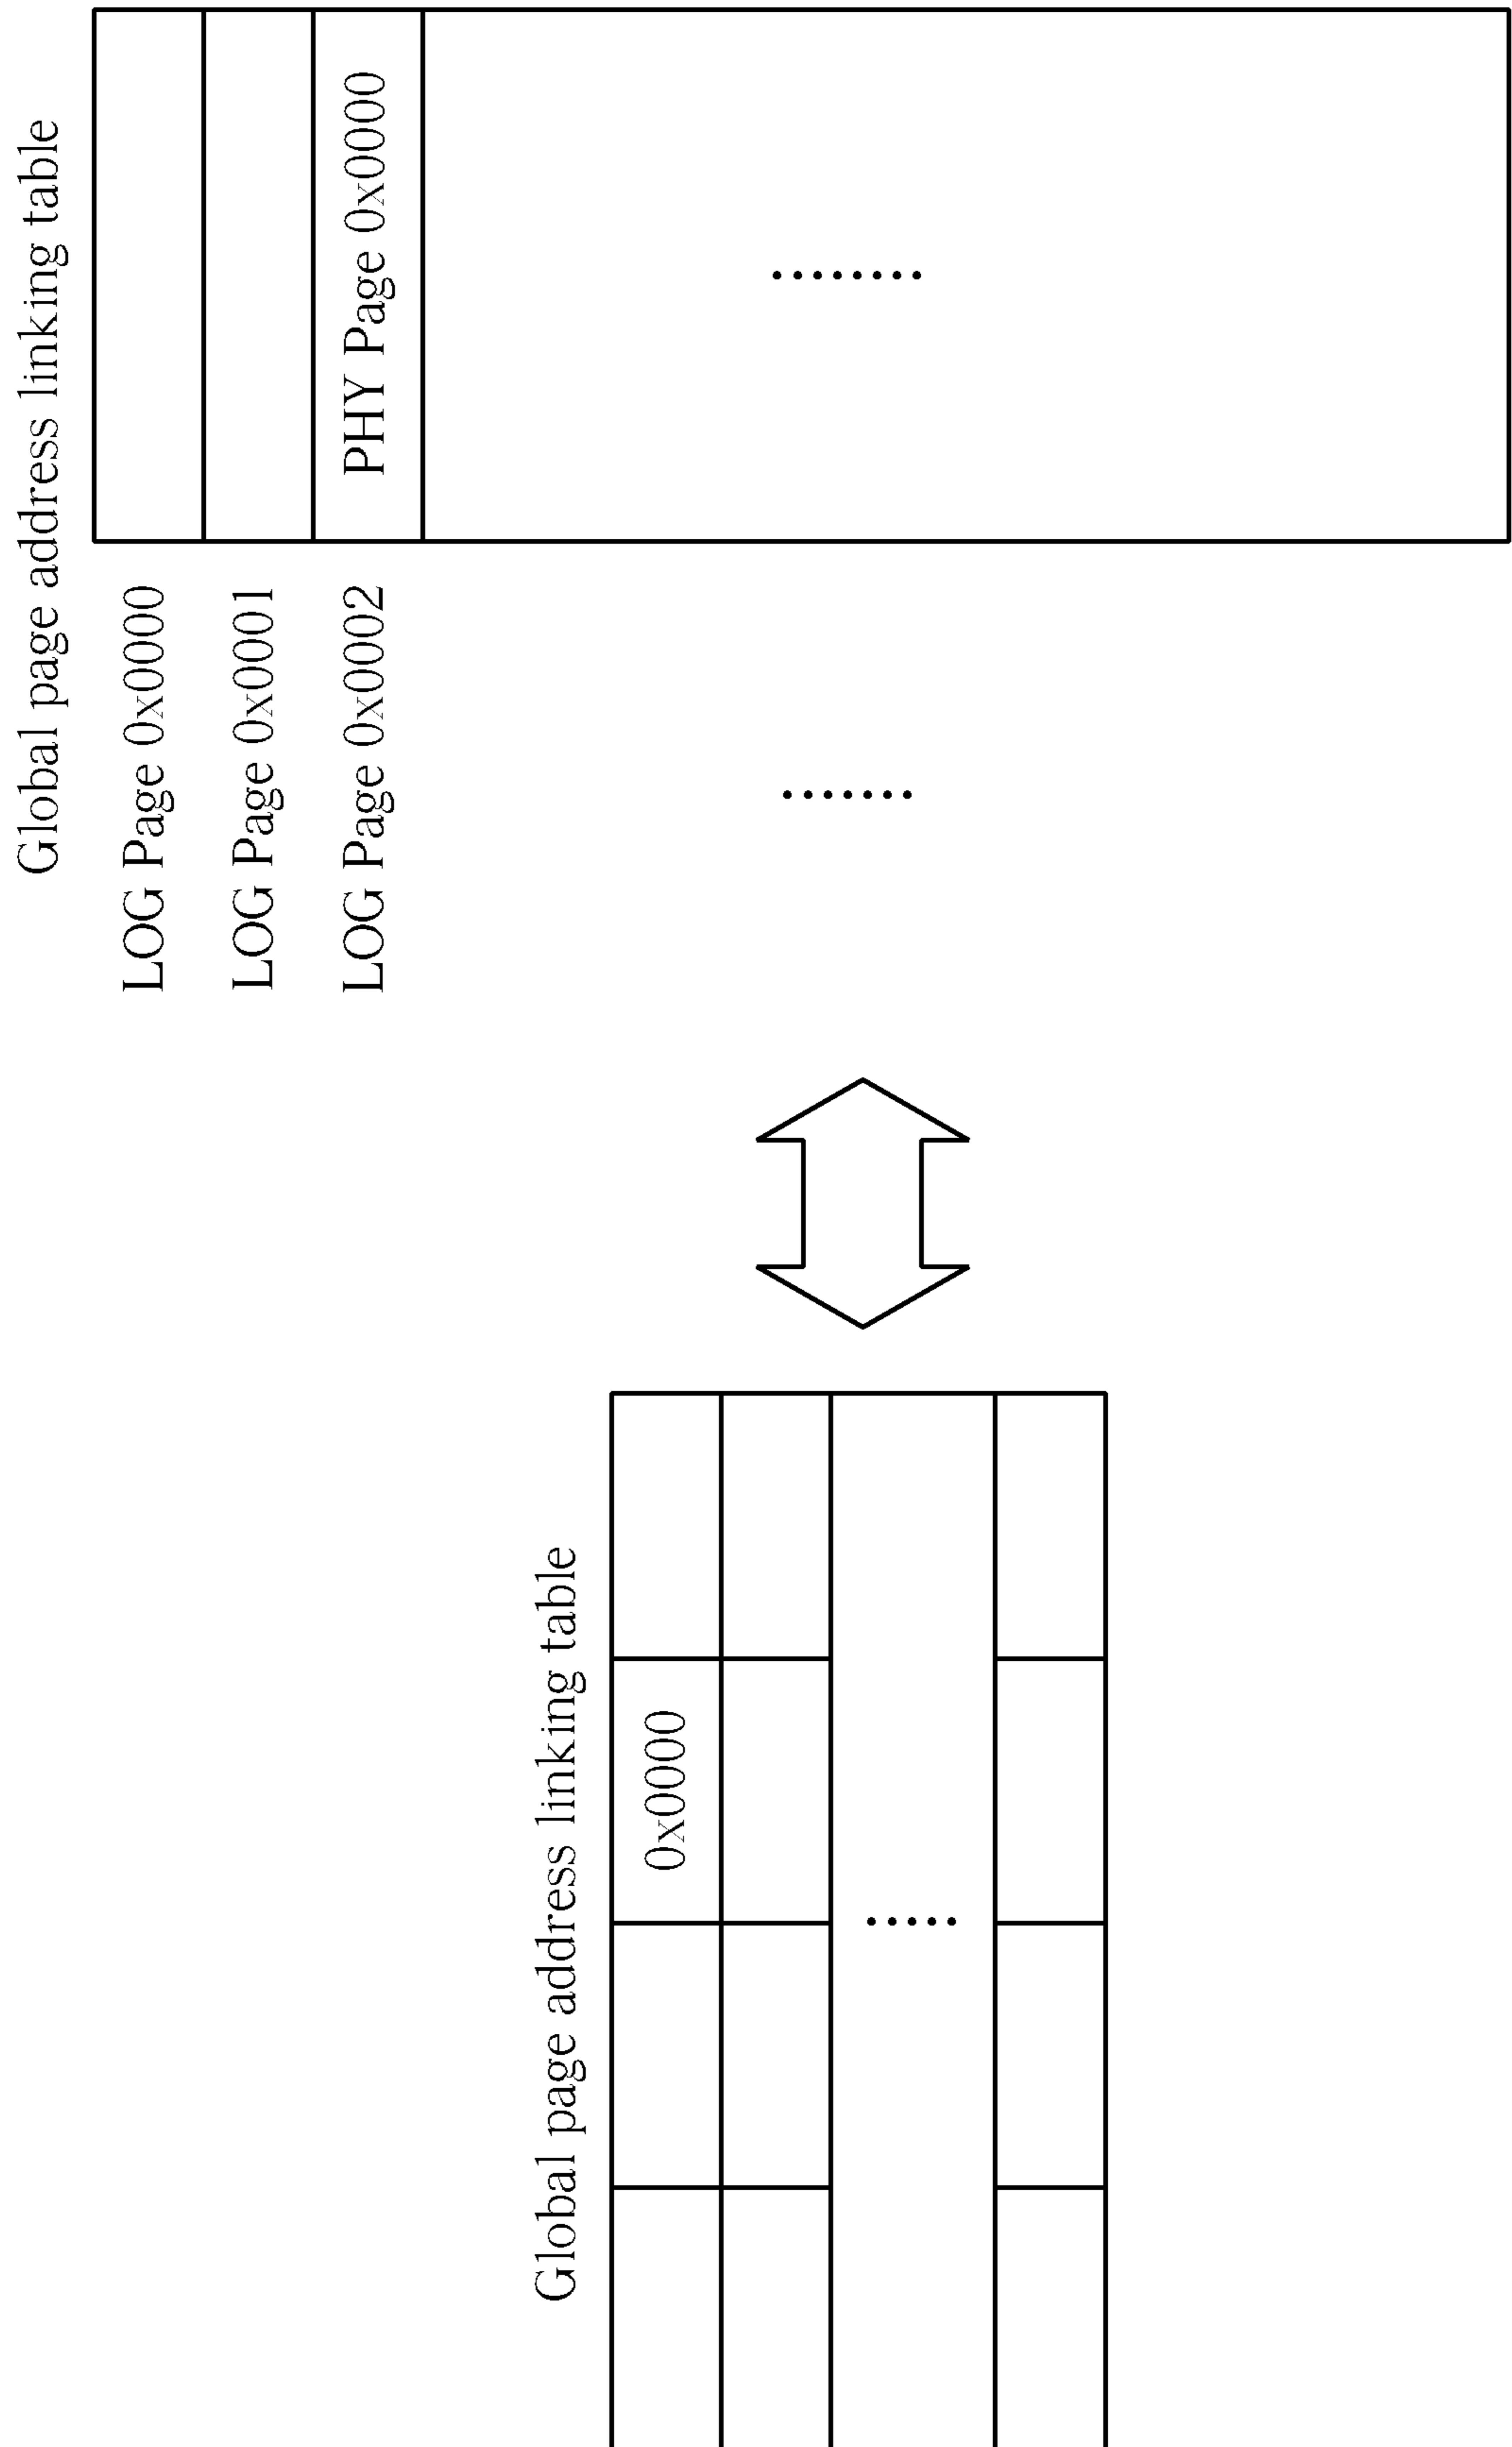 Global page address linking table
0x0000
Global page address linking table
LOG Page 0x0000
PHY Page 0x0000
LOG Page 0x0001
LOG Page 0x0002